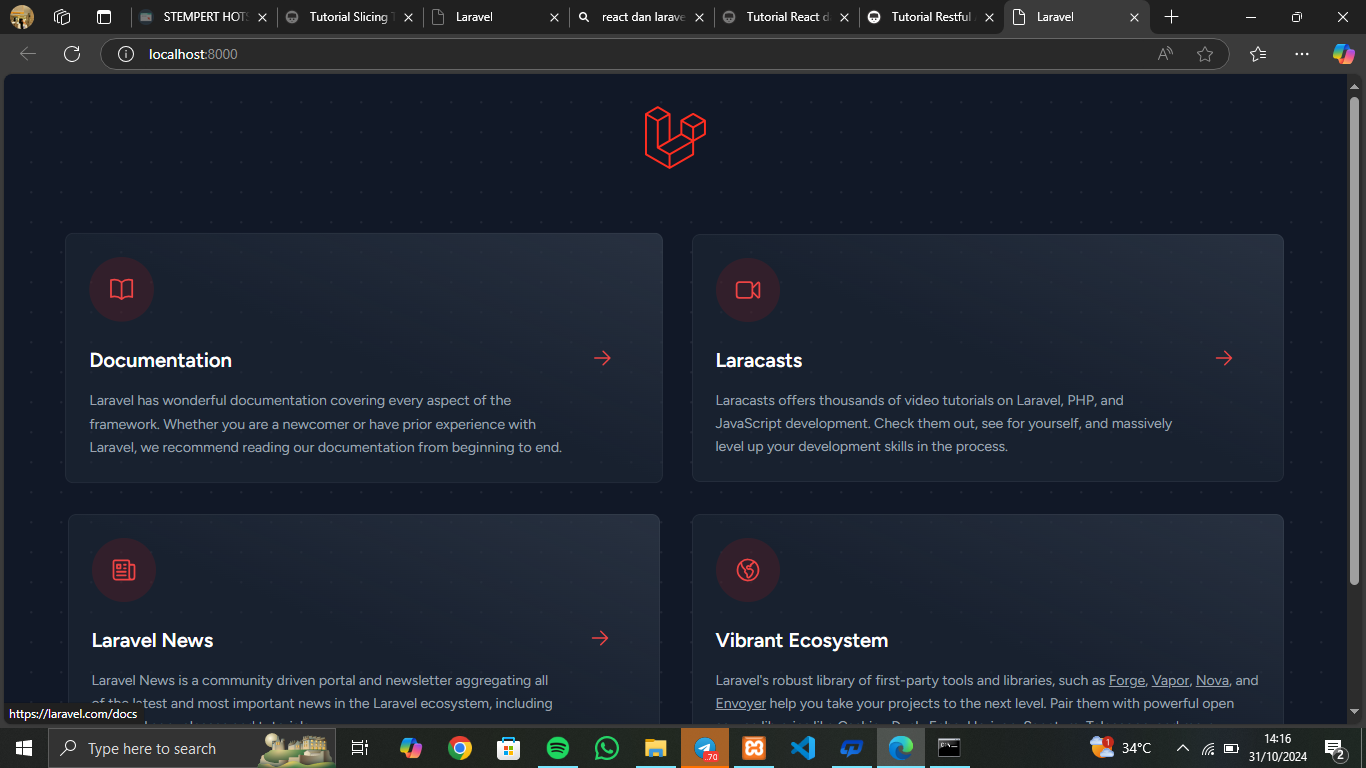 STEMPERT HOTS
Tutorial Slicing T
Laravel
react dan larave
Tutorial React da
Tutorial Restful
Laravel
localhost:8000
Documentation
Laravel has wonderful documentation covering every aspect of the
framework. Whether you are a newcomer or have prior experience with
Laravel, we recommend reading our documentation from beginning to end.
Laracasts
Laracasts offers thousands of video tutorials on Laravel, PHP, and
JavaScript development. Check them out, see for yourself, and massively
level up your development skills in the process.
Laravel News
Laravel News is a community driven portal and newsletter aggregating all
of the latest and most important news in the Laravel ecosystem, including
Vibrant Ecosystem
Laravel's robust library of first-party tools and libraries, such as Forge, Vapor, Nova, and
Envoyer help you take your projects to the next level. Pair them with powerful open
https://laravel.com/docs
Type here to search
70
1
34°C
14:16
31/10/2024
2